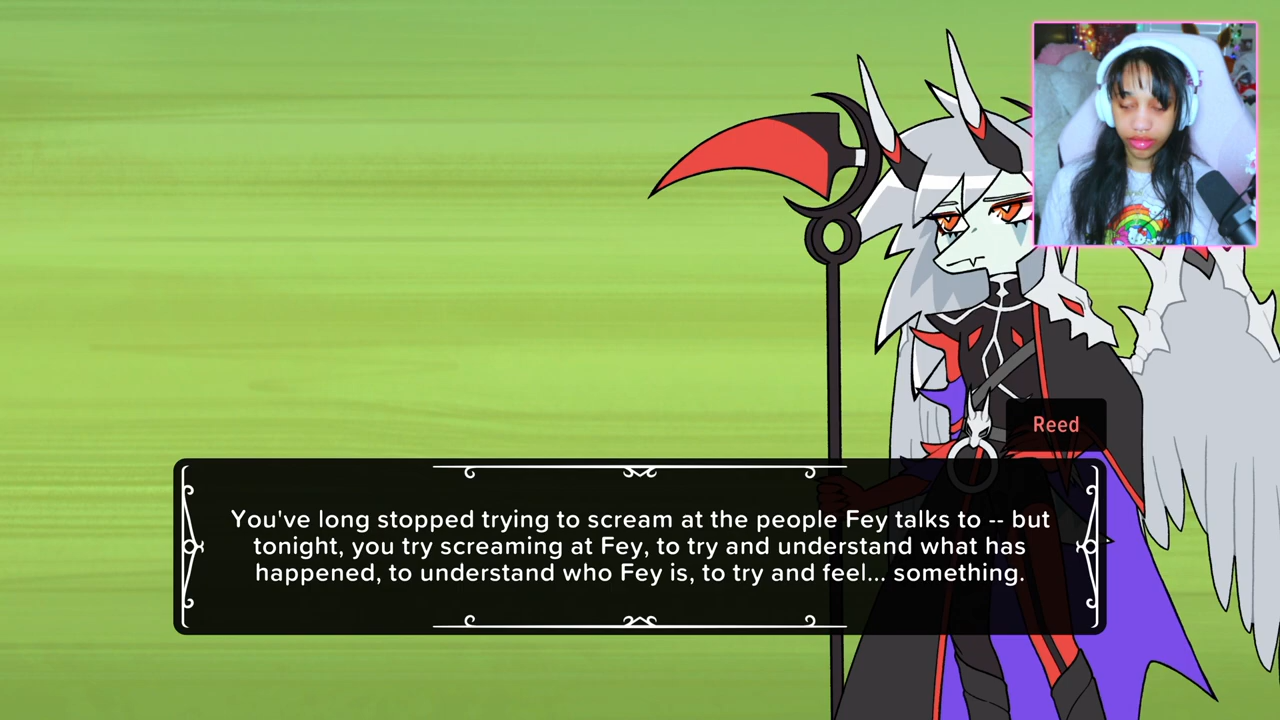 Reed
You've long stopped trying to scream at the people Fey talks to -- but
tonight, you try screaming at Fey, to try and understand what has
happened, to understand who Fey is, to try and feel... something.